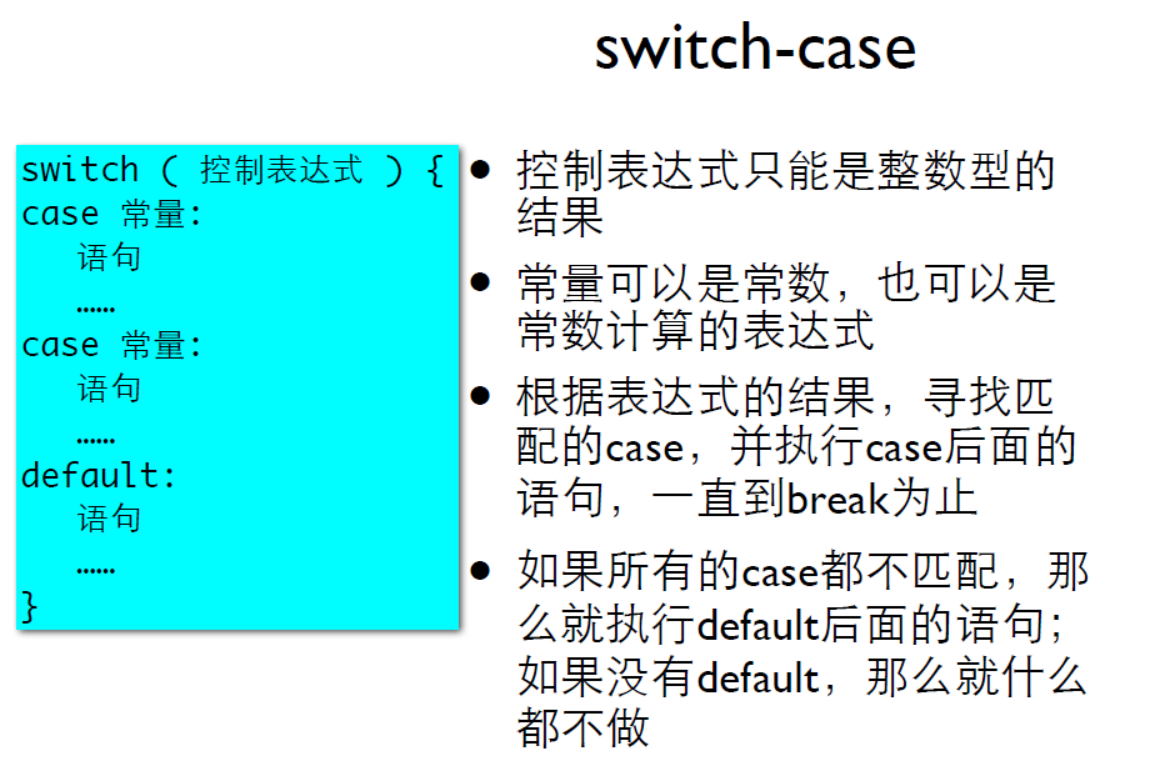 switch-case
switch ( 控制表达式 ) {
case 常量:
语句
……
case 常量:
语句
……
default:
语句
……
}
● 控制表达式只能是整数型的
结果
● 常量可以是常数，也可以是
常数计算的表达式
● 根据表达式的结果，寻找匹
配的case，并执行case后面的
语句，一直到break为止
● 如果所有的case都不匹配，那
么就执行default后面的语句；
如果没有default，那么就什么
都不做